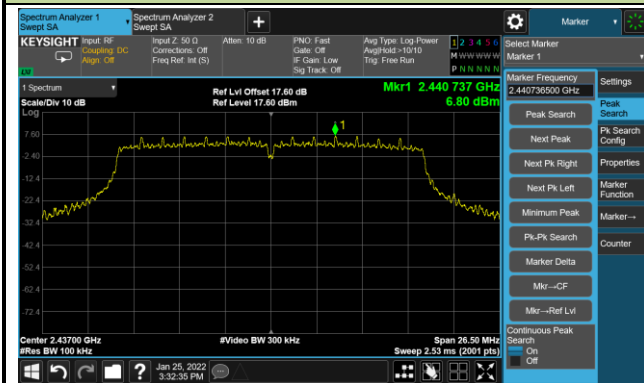 Spectrum Analyzer 1
Swept SA
Spectrum Analyzer 2
Swept SA
+
Marker
KEYSIGHT
Input: RF
Coupling: DC
Align: Off
Input Z: 50 Ω
Corrections: Off
Freq Ref: Int (S)
Atten: 10 dB
PNO: Fast
Gate: Off
IF Gain: Low
Sig Track: Off
Avg Type: Log-Power
Avg|Hold:>10/10
Trig: Free Run
1 2 3 4 5 6
M W W W W W
P N N N N N
Select Marker
Marker 1
Marker Frequency
2.440736500 GHz
Settings
1 Spectrum
Scale/Div 10 dB
Log
Ref Lvl Offset 17.60 dB
Ref Level 17.60 dBm
Mkr1 2.440 737 GHz
6.80 dBm
Peak Search
Next Peak
Next Pk Right
Next Pk Left
Minimum Peak
Pk-Pk Search
Marker Delta
Mkr→CF
Mkr→Ref Lvl
Continuous Peak
Search
On
Off
Peak
Search
Pk Search
Config
Properties
Marker
Function
Marker→
Counter
1
7.60
-2.40
-12.4
-22.4
-32.4
-42.4
-52.4
-62.4
-72.4
Center 2.43700 GHz
#Res BW 100 kHz
#Video BW 300 kHz
Span 26.50 MHz
Sweep 2.53 ms (2001 pts)
?
Jan 25, 2022
3:32:35 PM